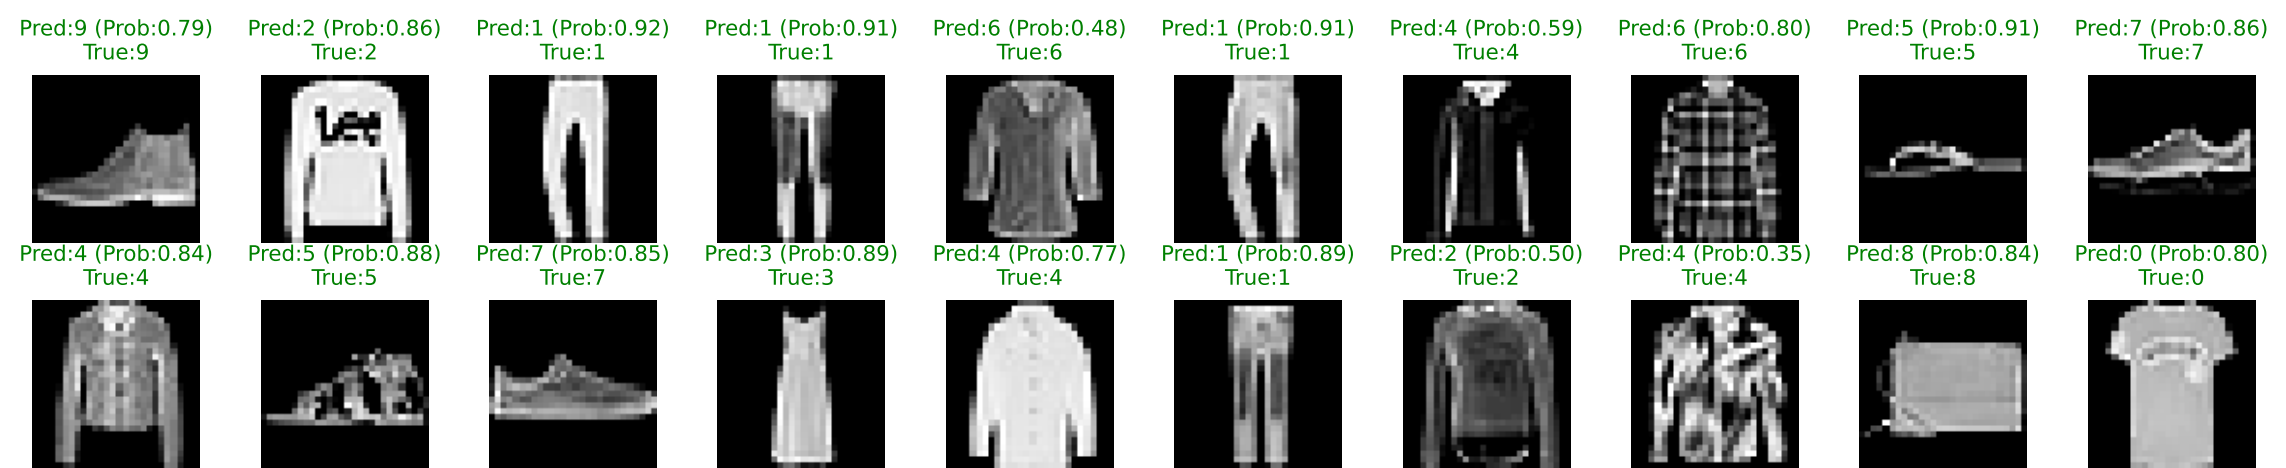 Pred:9 (Prob:0.79) Pred:2 (Prob:0.86) Pred:1 (Prob:0.92) Pred:1 (Prob:0.91) Pred:6 (Prob:0.48) Pred:1 (Prob:0.91) Pred:4 (Prob:0.59) Pred:6 (Prob:0.80) Pred:5 (Prob:0.91) Pred:7 (Prob:0.86)
True:9 True:2 True:1 True:1 True:6 True:1 True:4 True:6 True:5 True:7
Lee
Pred:4 (Prob:0.84) Pred:5 (Prob:0.88) Pred:7 (Prob:0.85) Pred:3 (Prob:0.89) Pred:4 (Prob:0.77) Pred:1 (Prob:0.89) Pred:2 (Prob:0.50) Pred:4 (Prob:0.35) Pred:8 (Prob:0.84) Pred:0 (Prob:0.80)
True:4 True:5 True:7 True:3 True:4 True:1 True:2 True:4 True:8 True:0